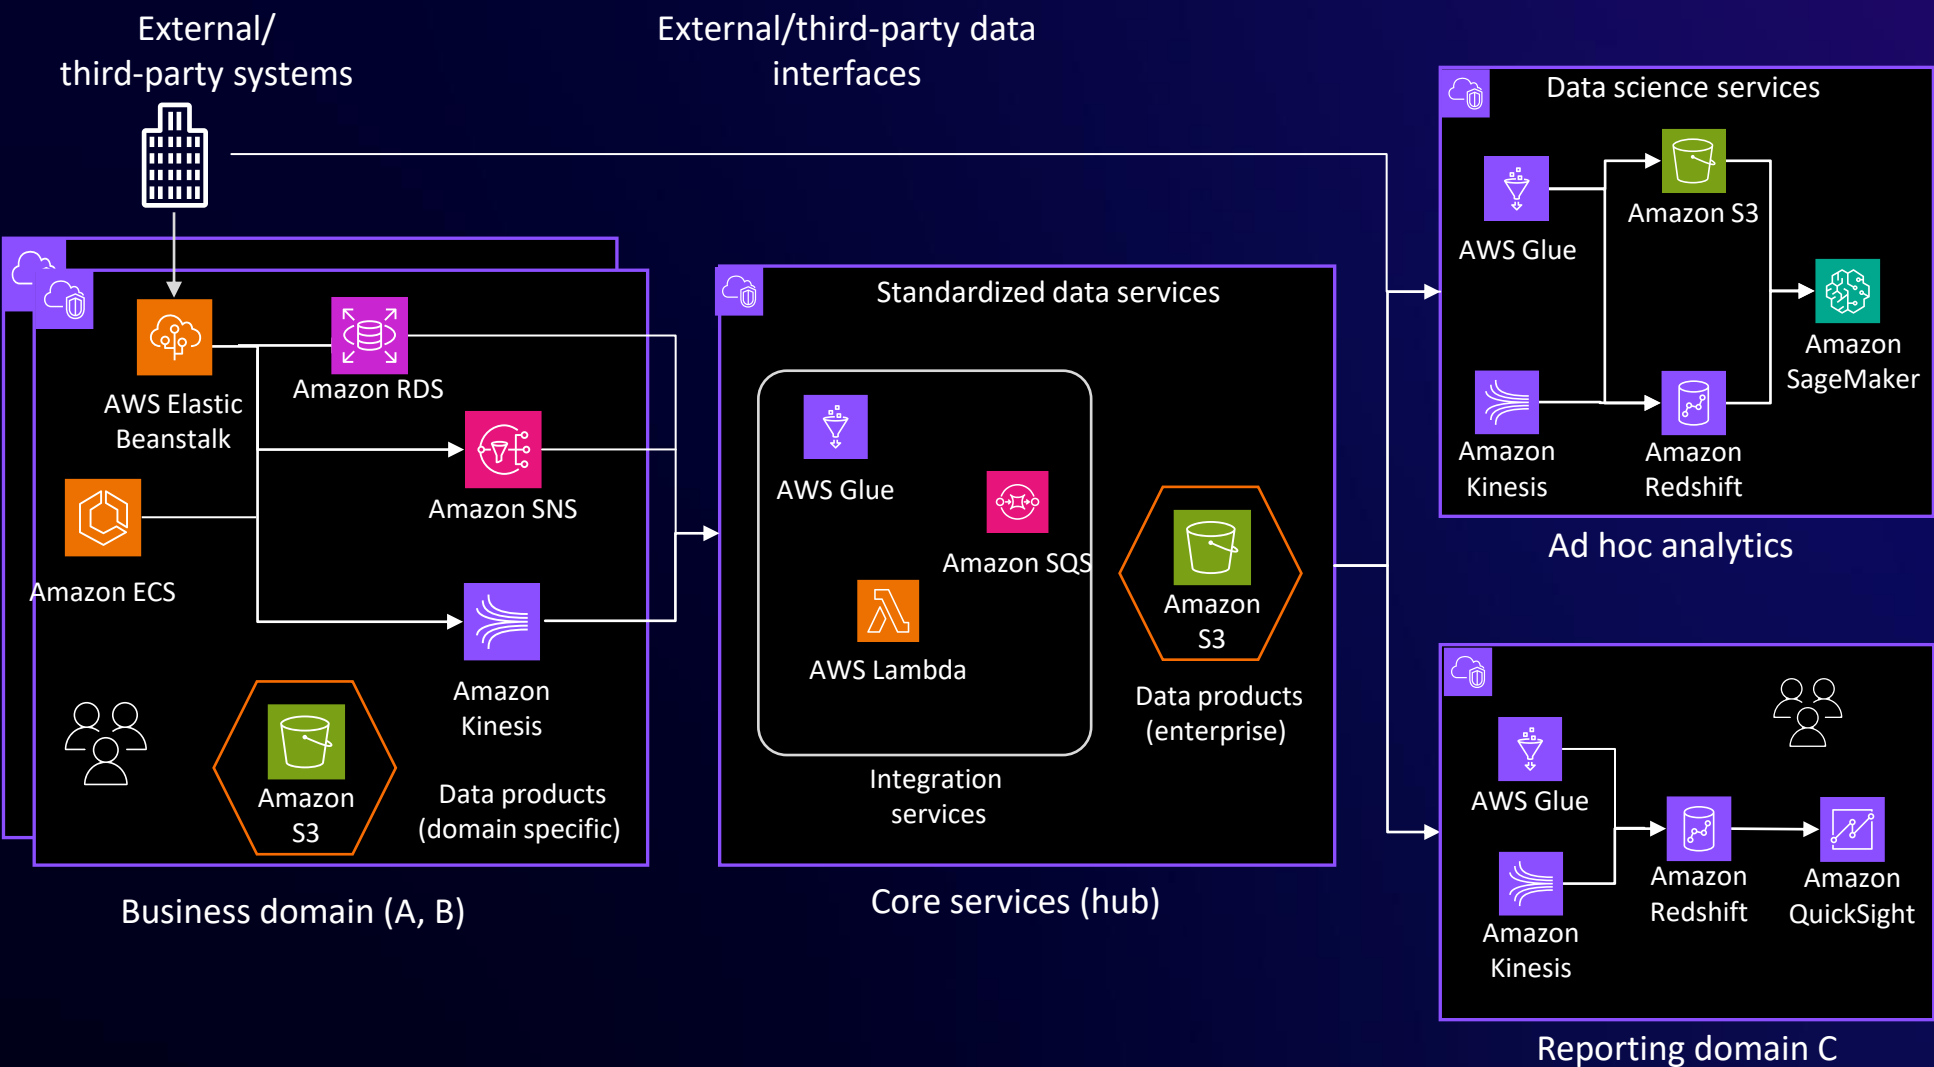 External/
third-party systems
External/third-party data
interfaces
AWS Elastic
Beanstalk
Amazon RDS
Amazon SNS
Amazon ECS
Amazon
Kinesis
Amazon
S3
Data products
(domain specific)
Business domain (A, B)
Standardized data services
AWS Glue
Amazon SQS
AWS Lambda
Integration
services
Amazon
S3
Data products
(enterprise)
Core services (hub)
Data science services
AWS Glue
Amazon S3
Amazon
SageMaker
Amazon
Kinesis
Amazon
Redshift
Ad hoc analytics
AWS Glue
Amazon
Kinesis
Amazon
Redshift
Amazon
QuickSight
Reporting domain C